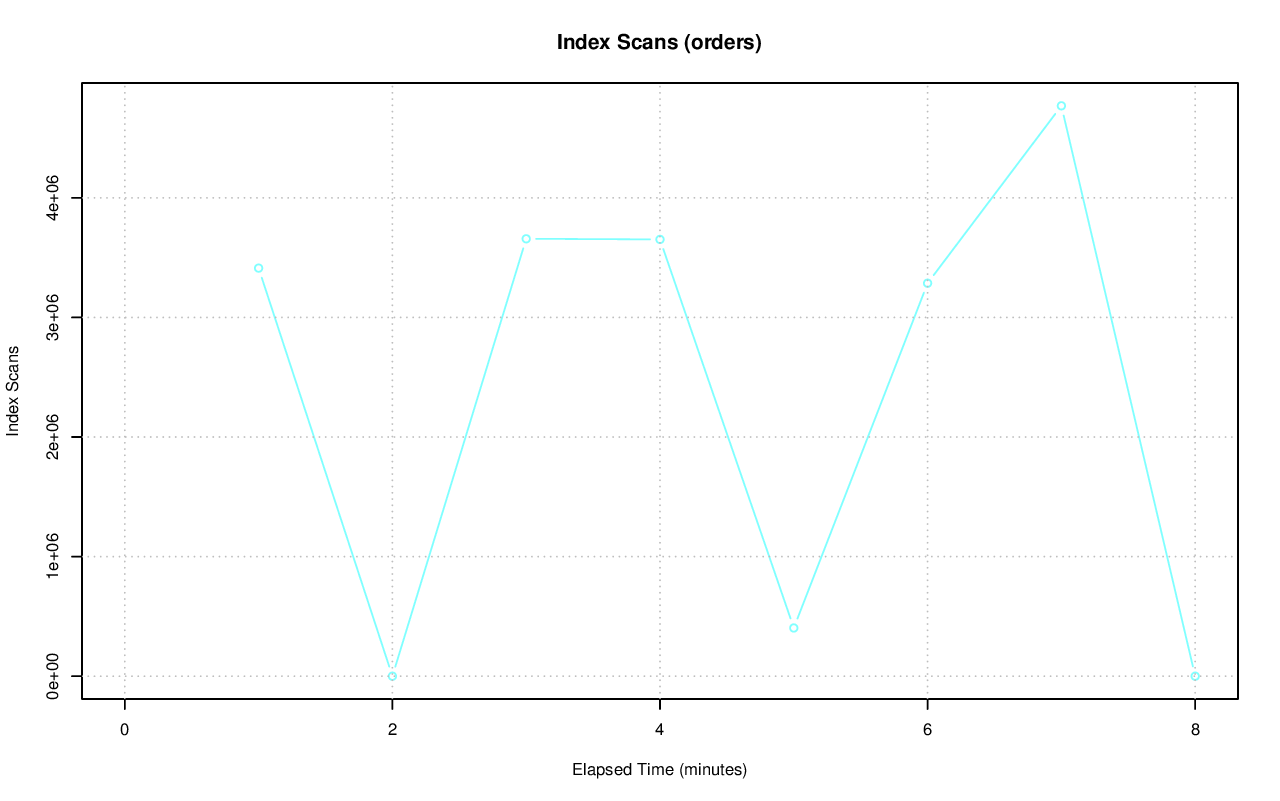 Index Scans (orders)
Index Scans
4e+06
3e+06
2e+06
1e+06
0e+00
0 2 4 6 8
Elapsed Time (minutes)